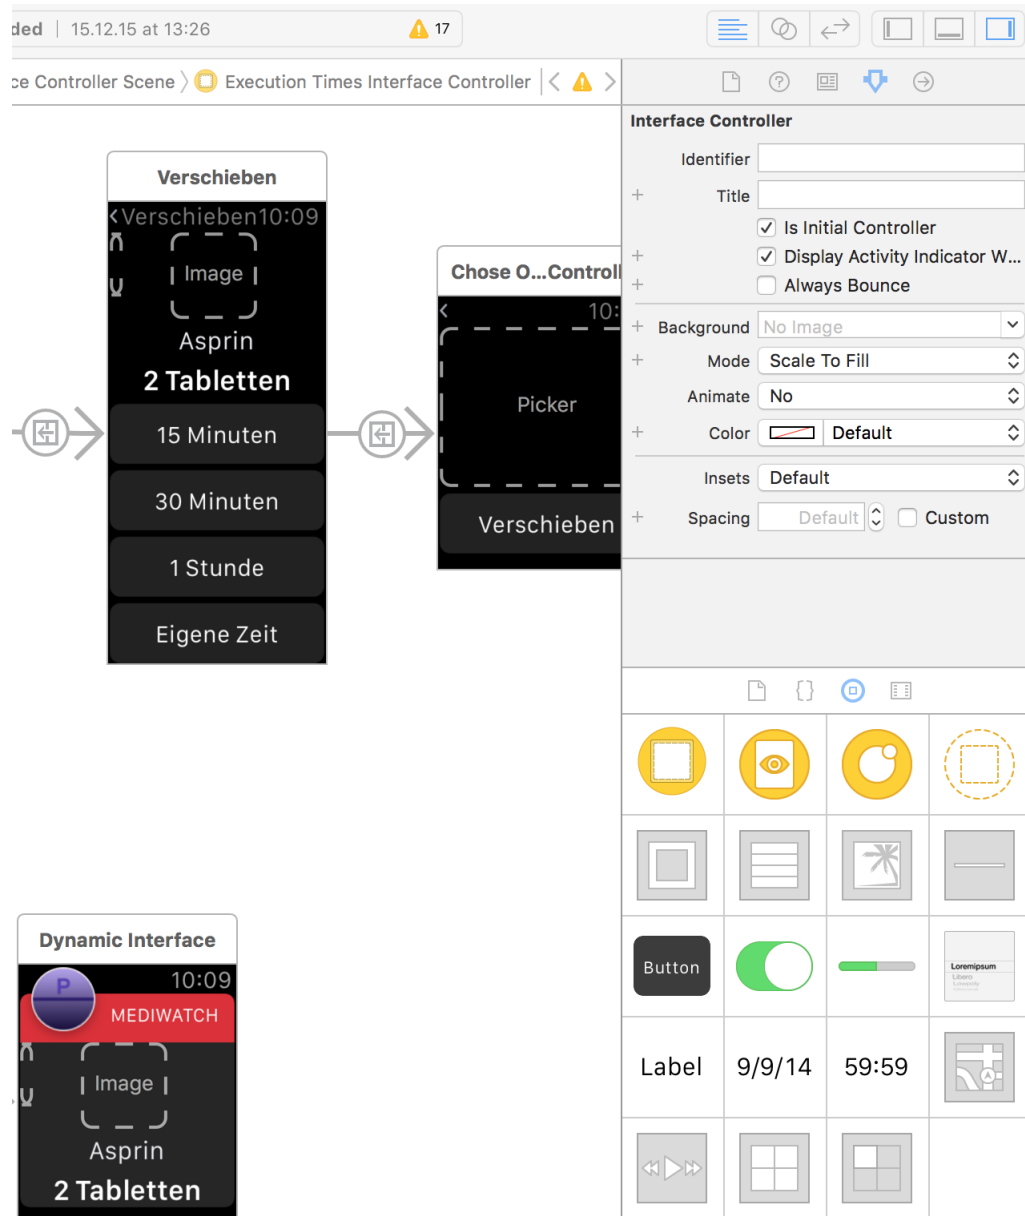 ded | 15.12.15 at 13:26
17
ce Controller Scene
Execution Times Interface Controller
Interface Controller
Identifier
Title
Is Initial Controller
Display Activity Indicator W...
Always Bounce
Background
No Image
Mode
Scale To Fill
Animate
No
Color
Default
Insets
Default
Spacing
Default
Custom
Verschieben
Verschieben
10:09
Image
Asprin
2 Tabletten
15 Minuten
30 Minuten
1 Stunde
Eigene Zeit
Chose O...Controll
10:
Picker
Verschieben
Dynamic Interface
10:09
P
MEDIWATCH
Image
Asprin
2 Tabletten
Button
Loremipsum
Libero
Label
9/9/14
59:59